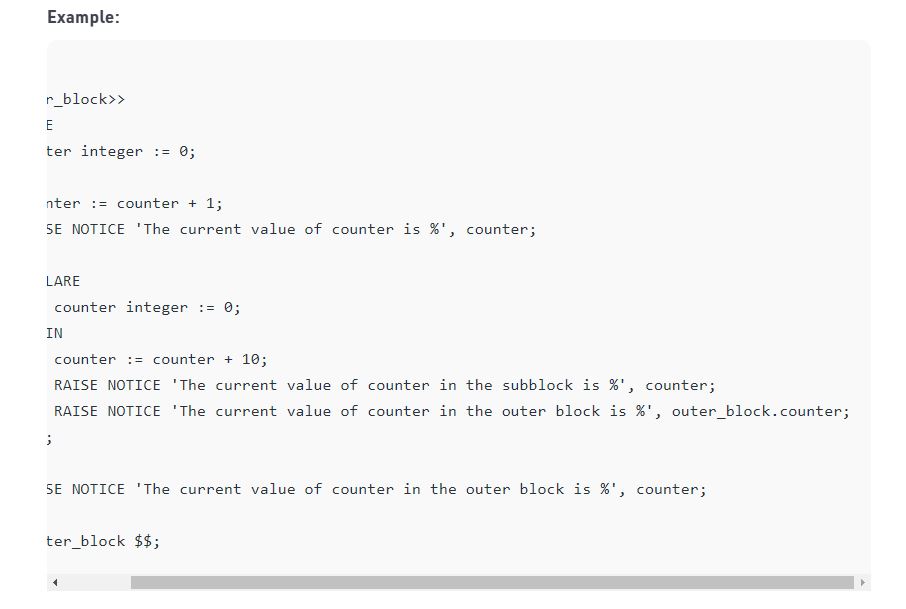 Example:
r_block>>
E
ter integer := 0;
nter := counter + 1;
SE NOTICE 'The current value of counter is %', counter;
LARE
counter integer := 0;
IN
counter := counter + 10;
RAISE NOTICE 'The current value of counter in the subblock is %', counter;
RAISE NOTICE 'The current value of counter in the outer block is %', outer_block.counter;
;
SE NOTICE 'The current value of counter in the outer block is %', counter;
ter_block $$;